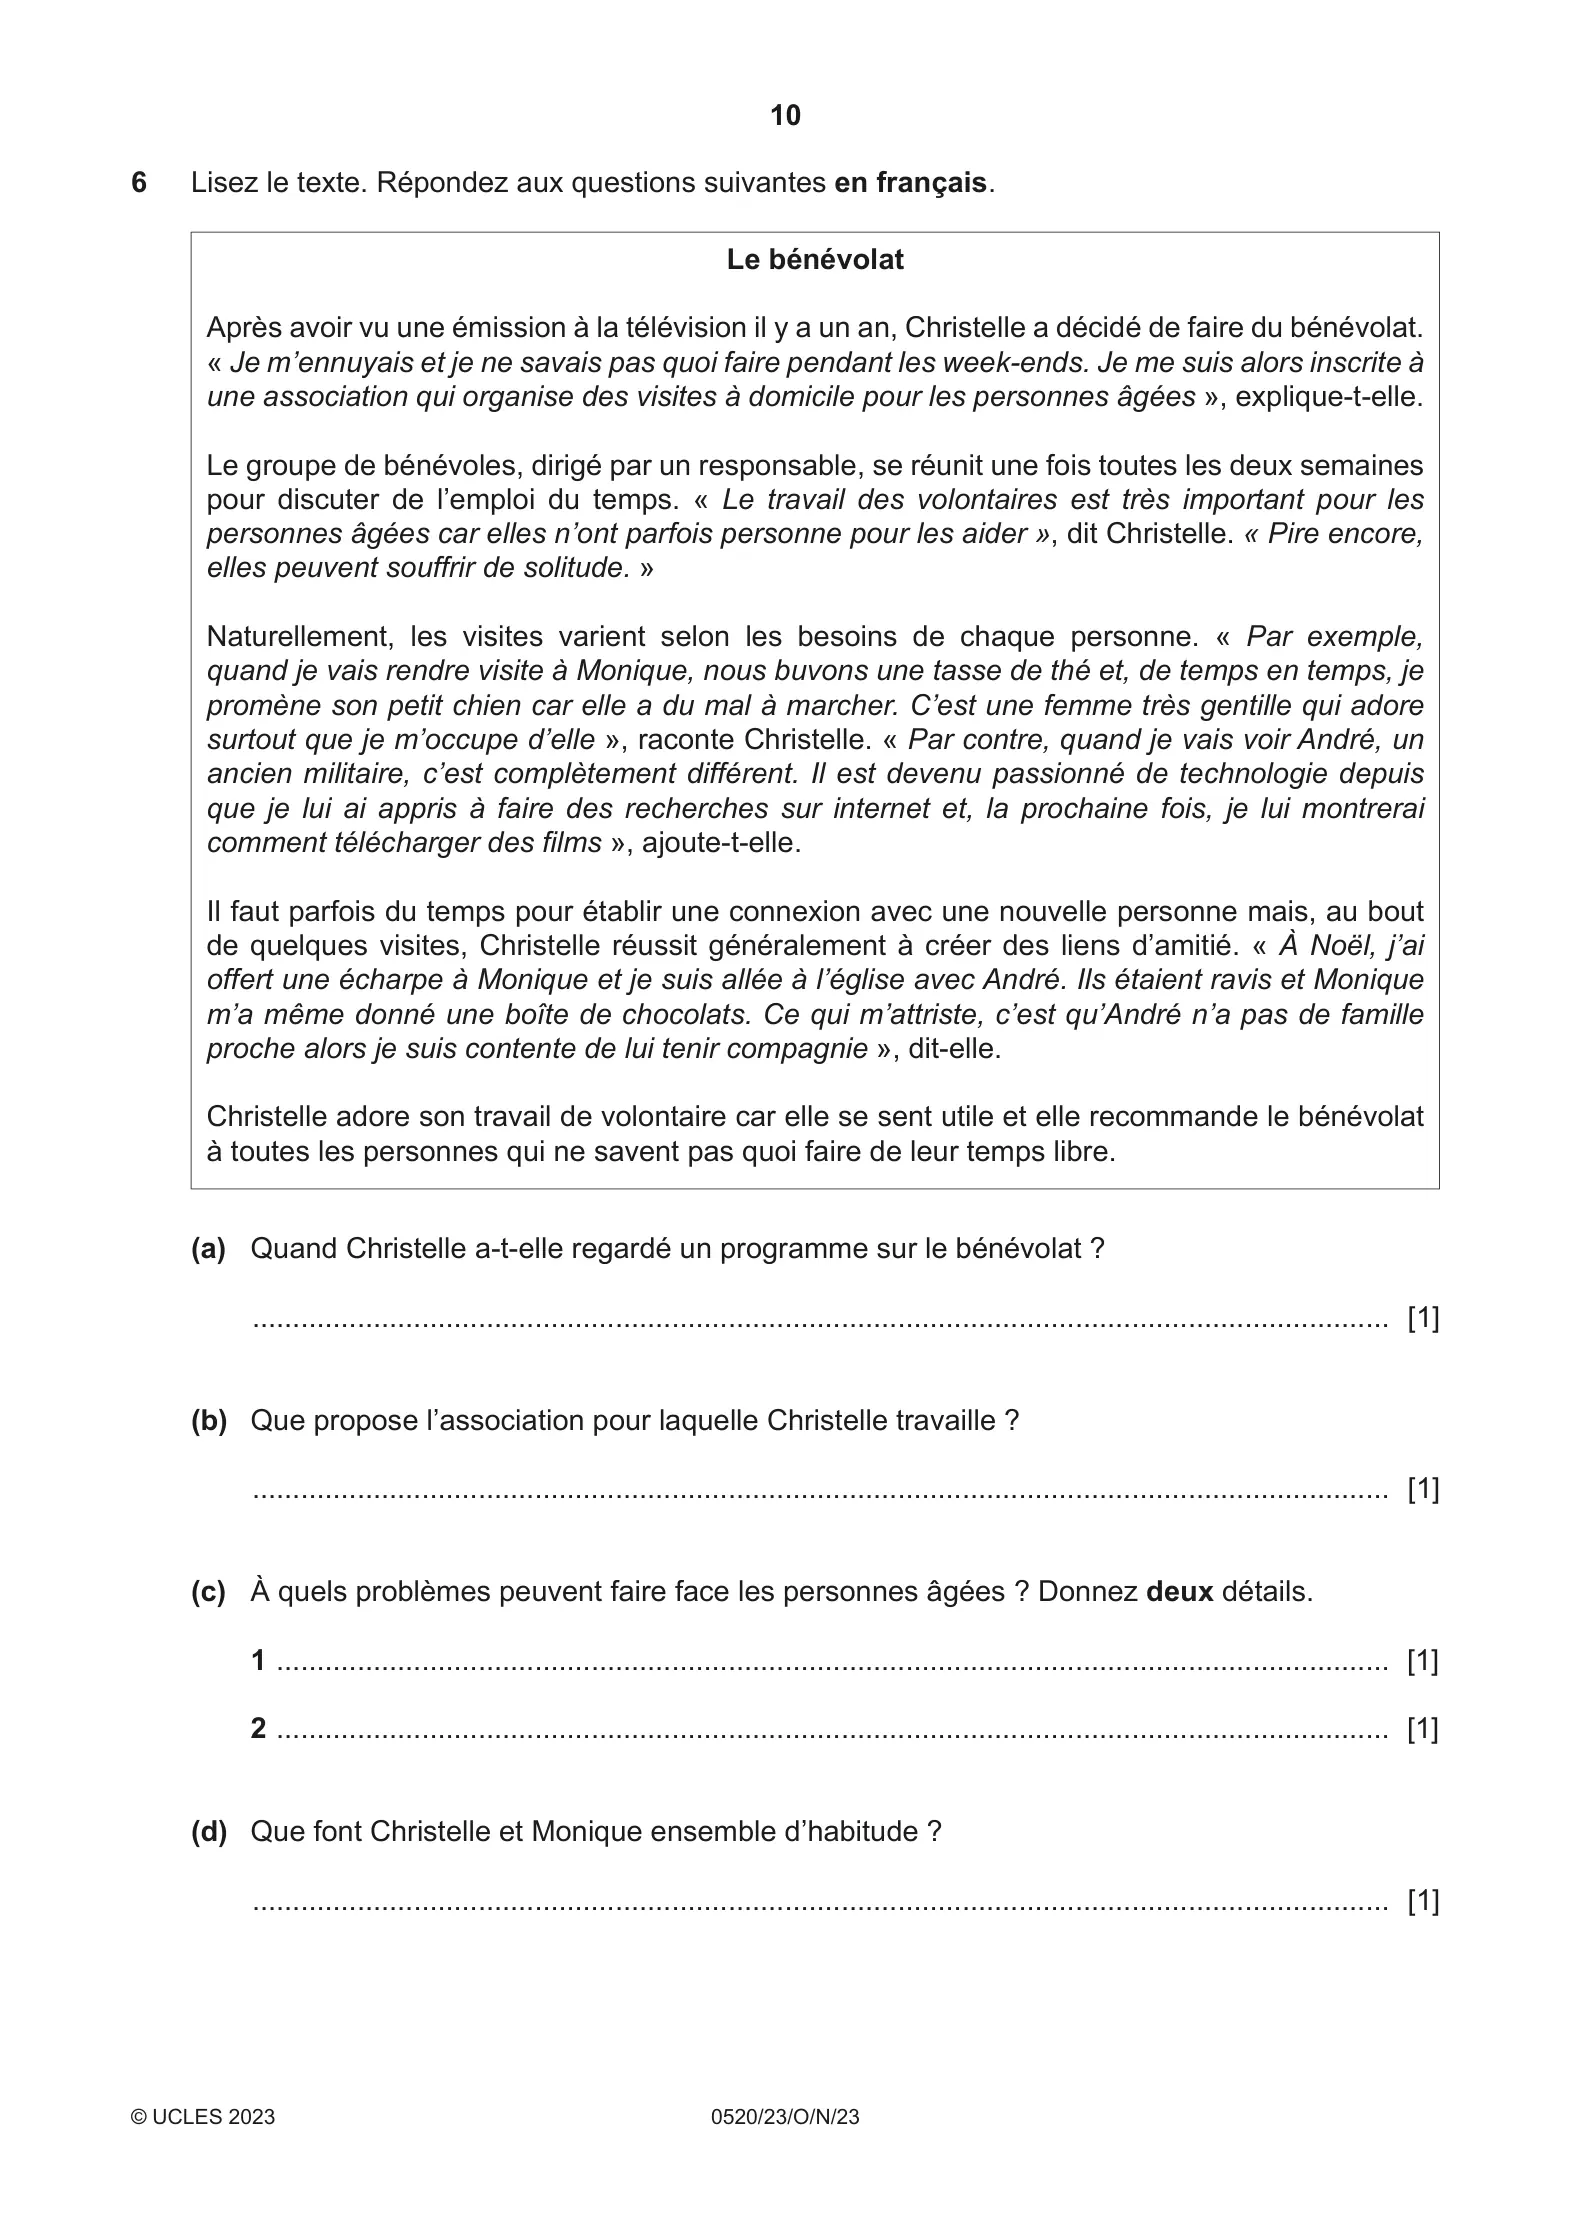 10
6 Lisez le texte. Répondez aux questions suivantes en français.
Le bénévolat
Après avoir vu une émission à la télévision il y a un an, Christelle a décidé de faire du bénévolat.
« Je m’ennuyais et je ne savais pas quoi faire pendant les week-ends. Je me suis alors inscrite à
une association qui organise des visites à domicile pour les personnes âgées », explique-t-elle.
Le groupe de bénévoles, dirigé par un responsable, se réunit une fois toutes les deux semaines
pour discuter de l’emploi du temps. « Le travail des volontaires est très important pour les
personnes âgées car elles n’ont parfois personne pour les aider », dit Christelle. « Pire encore,
elles peuvent souffrir de solitude. »
Naturellement, les visites varient selon les besoins de chaque personne. « Par exemple,
quand je vais rendre visite à Monique, nous buvons une tasse de thé et, de temps en temps, je
promène son petit chien car elle a du mal à marcher. C’est une femme très gentille qui adore
surtout que je m’occupe d’elle », raconte Christelle. « Par contre, quand je vais voir André, un
ancien militaire, c’est complètement différent. Il est devenu passionné de technologie depuis
que je lui ai appris à faire des recherches sur internet et, la prochaine fois, je lui montrerai
comment télécharger des films », ajoute-t-elle.
Il faut parfois du temps pour établir une connexion avec une nouvelle personne mais, au bout
de quelques visites, Christelle réussit généralement à créer des liens d’amitié. « À Noël, j’ai
offert une écharpe à Monique et je suis allée à l’église avec André. Ils étaient ravis et Monique
m’a même donné une boîte de chocolats. Ce qui m’attriste, c’est qu’André n’a pas de famille
proche alors je suis contente de lui tenir compagnie », dit-elle.
Christelle adore son travail de volontaire car elle se sent utile et elle recommande le bénévolat
à toutes les personnes qui ne savent pas quoi faire de leur temps libre.
(a) Quand Christelle a-t-elle regardé un programme sur le bénévolat ?
[1]
(b) Que propose l’association pour laquelle Christelle travaille ?
[1]
(c) À quels problèmes peuvent faire face les personnes âgées ? Donnez deux détails.
1 [1]
2 [1]
(d) Que font Christelle et Monique ensemble d’habitude ?
[1]
© UCLES 2023 0520/23/O/N/23